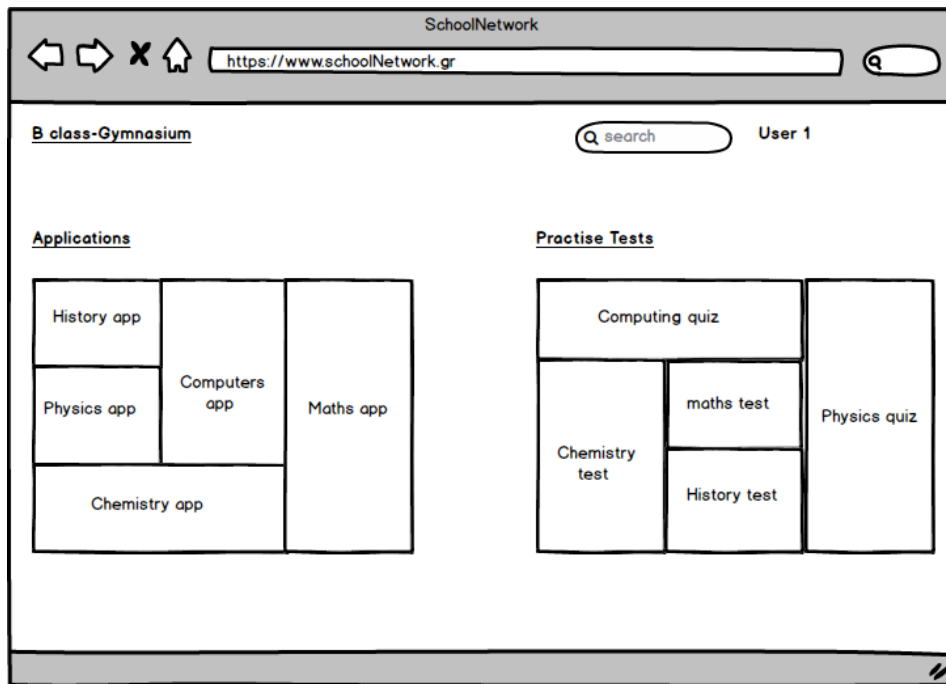 SchoolNetwork
https://www.schoolNetwork.gr
B class-Gymnasium
search
User 1
Applications
History app
Physics app
Computers
app
Maths app
Chemistry app
Practise Tests
Computing quiz
Chemistry
test
maths test
History test
Physics quiz